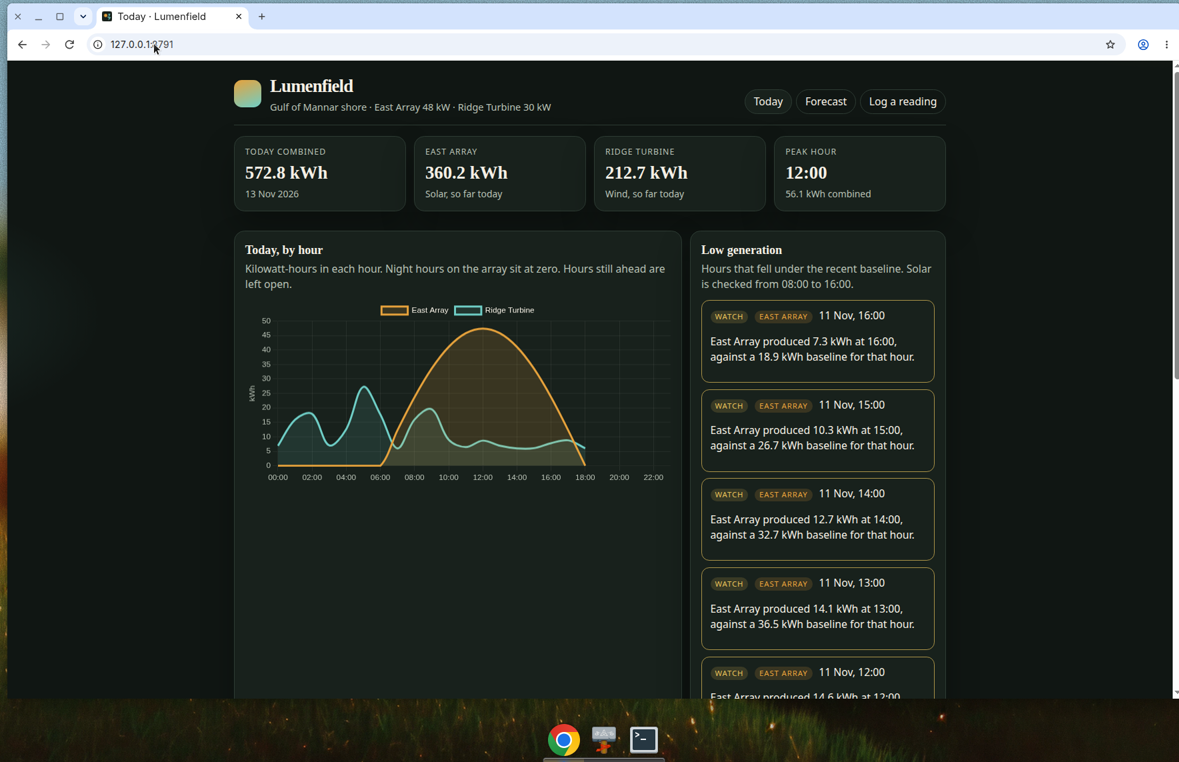 Today · Lumenfield
127.0.0.1:8791
Lumenfield
Gulf of Mannar shore · East Array 48 kW · Ridge Turbine 30 kW
Today
Forecast
Log a reading
TODAY COMBINED
572.8 kWh
13 Nov 2026
EAST ARRAY
360.2 kWh
Solar, so far today
RIDGE TURBINE
212.7 kWh
Wind, so far today
PEAK HOUR
12:00
56.1 kWh combined
Today, by hour
Kilowatt-hours in each hour. Night hours on the array sit at zero. Hours still ahead are
left open.
East Array
Ridge Turbine
kWh
50
45
40
35
30
25
20
15
10
5
0
00:00 02:00 04:00 06:00 08:00 10:00 12:00 14:00 16:00 18:00 20:00 22:00
Low generation
Hours that fell under the recent baseline. Solar
is checked from 08:00 to 16:00.
WATCH EAST ARRAY 11 Nov, 16:00
East Array produced 7.3 kWh at 16:00,
against a 18.9 kWh baseline for that hour.
WATCH EAST ARRAY 11 Nov, 15:00
East Array produced 10.3 kWh at 15:00,
against a 26.7 kWh baseline for that hour.
WATCH EAST ARRAY 11 Nov, 14:00
East Array produced 12.7 kWh at 14:00,
against a 32.7 kWh baseline for that hour.
WATCH EAST ARRAY 11 Nov, 13:00
East Array produced 14.1 kWh at 13:00,
against a 36.5 kWh baseline for that hour.
WATCH EAST ARRAY 11 Nov, 12:00
East Array produced 14.6 kWh at 12:00,